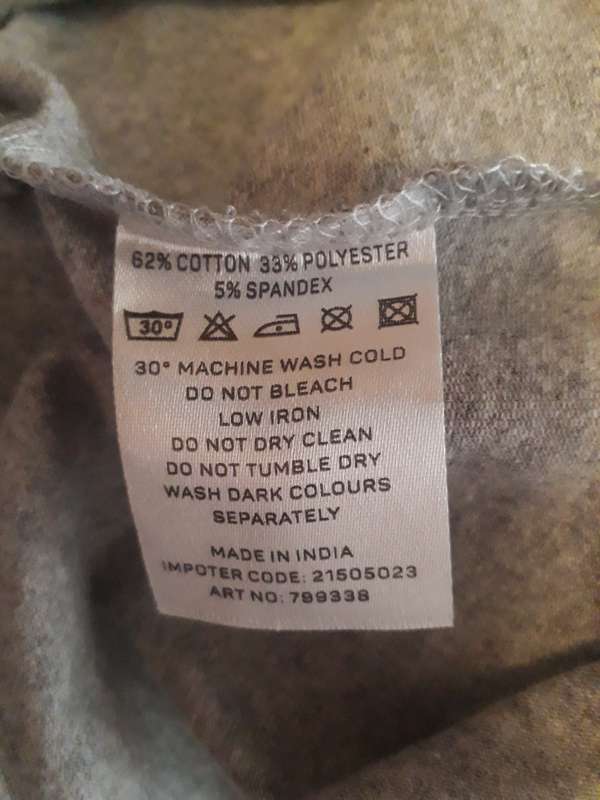 62% COTTON 33% POLYESTER
5% SPANDEX
30°
30° MACHINE WASH COLD
DO NOT BLEACH
LOW IRON
DO NOT DRY CLEAN
DO NOT TUMBLE DRY
WASH DARK COLOURS
SEPARATELY
MADE IN INDIA
IMPOTER CODE: 21505023
ART NO: 799338